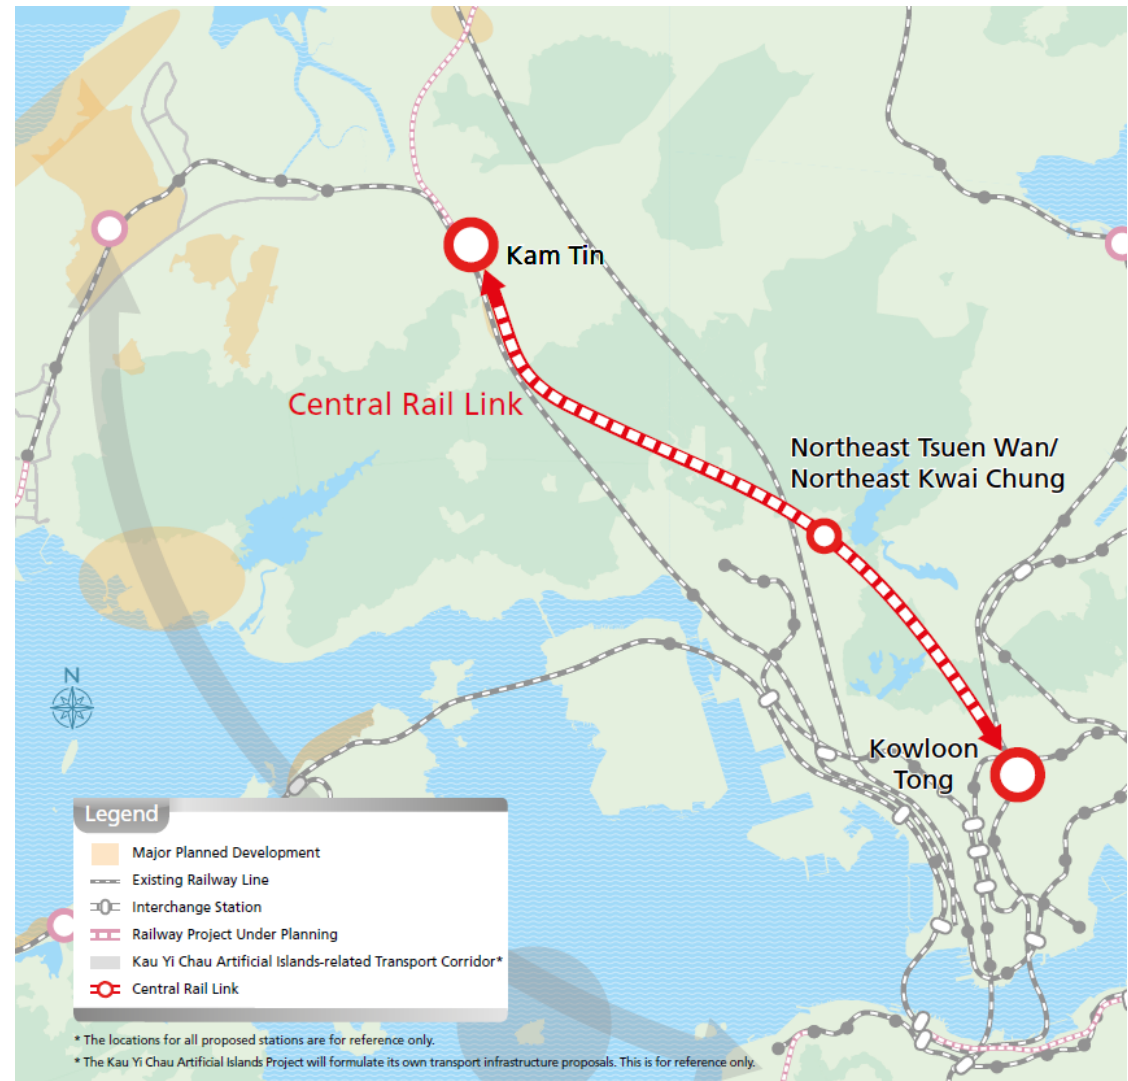 Kam Tin
Central Rail Link
Northeast Tsuen Wan/
Northeast Kwai Chung
N
Kowloon
Tong
Legend
Major Planned Development
Existing Railway Line
Interchange Station
Railway Project Under Planning
Kau Yi Chau Artificial Islands-related Transport Corridor*
Central Rail Link
* The locations for all proposed stations are for reference only.
* The Kau Yi Chau Artificial Islands Project will formulate its own transport infrastructure proposals. This is for reference only.